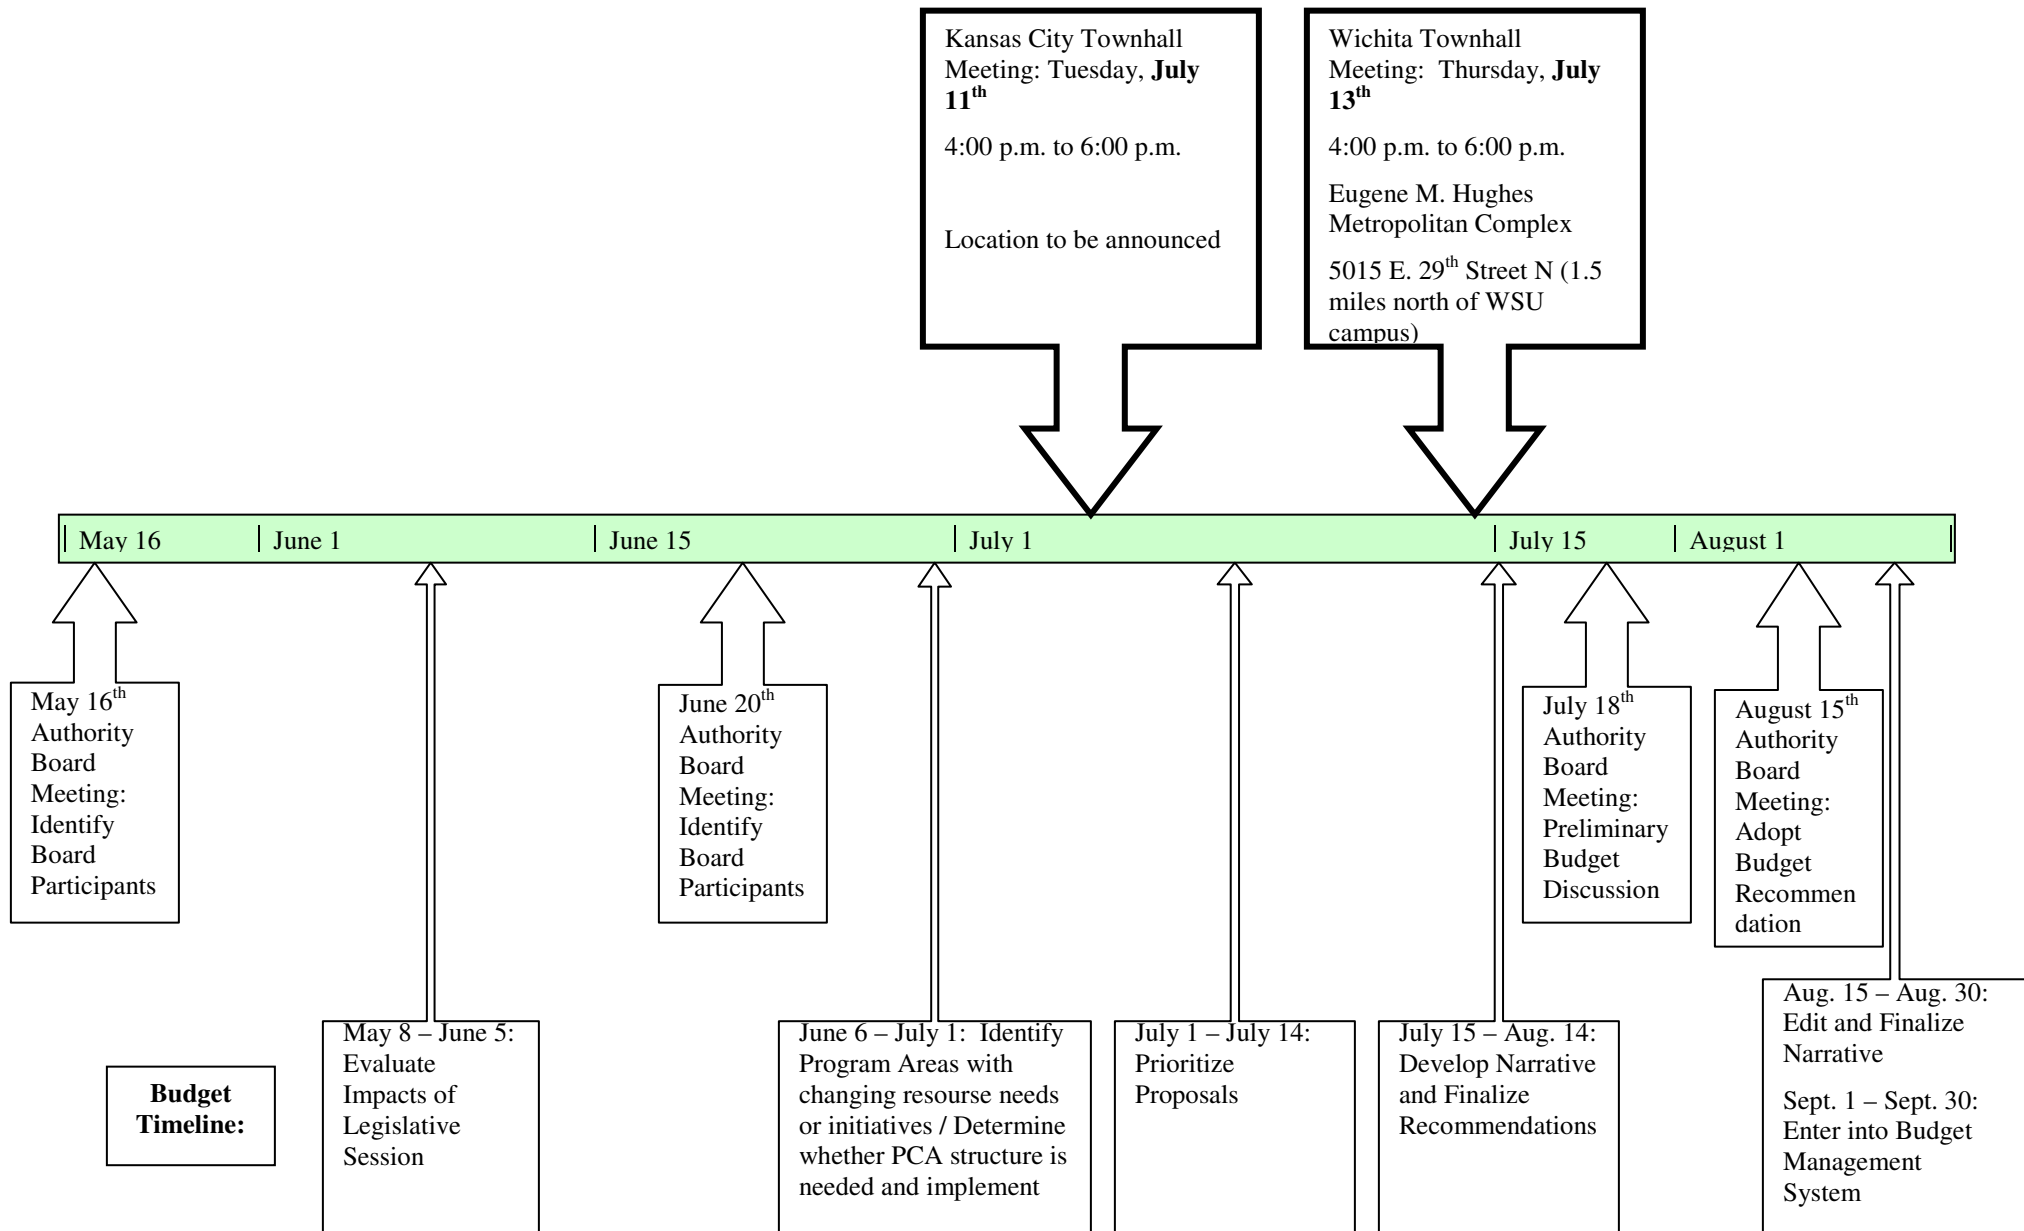 Kansas City Townhall
Meeting: Tuesday, July
11th
4:00 p.m. to 6:00 p.m.
Location to be announced
Wichita Townhall
Meeting:  Thursday, July
13th
4:00 p.m. to 6:00 p.m.
Eugene M. Hughes
Metropolitan Complex
5015 E. 29th Street N (1.5
miles north of WSU
campus)
May 16
June 1
June 15
July 1
July 15
August 1
May 16th
Authority
Board
Meeting:
Identify
Board
Participants
June 20th
Authority
Board
Meeting:
Identify
Board
Participants
July 18th
Authority
Board
Meeting:
Preliminary
Budget
Discussion
August 15th
Authority
Board
Meeting:
Adopt
Budget
Recommen
dation
Budget
Timeline:
May 8 – June 5:
Evaluate
Impacts of
Legislative
Session
June 6 – July 1:  Identify
Program Areas with
changing resourse needs
or initiatives / Determine
whether PCA structure is
needed and implement
July 1 – July 14:
Prioritize
Proposals
July 15 – Aug. 14:
Develop Narrative
and Finalize
Recommendations
Aug. 15 – Aug. 30:
Edit and Finalize
Narrative
Sept. 1 – Sept. 30:
Enter into Budget
Management
System